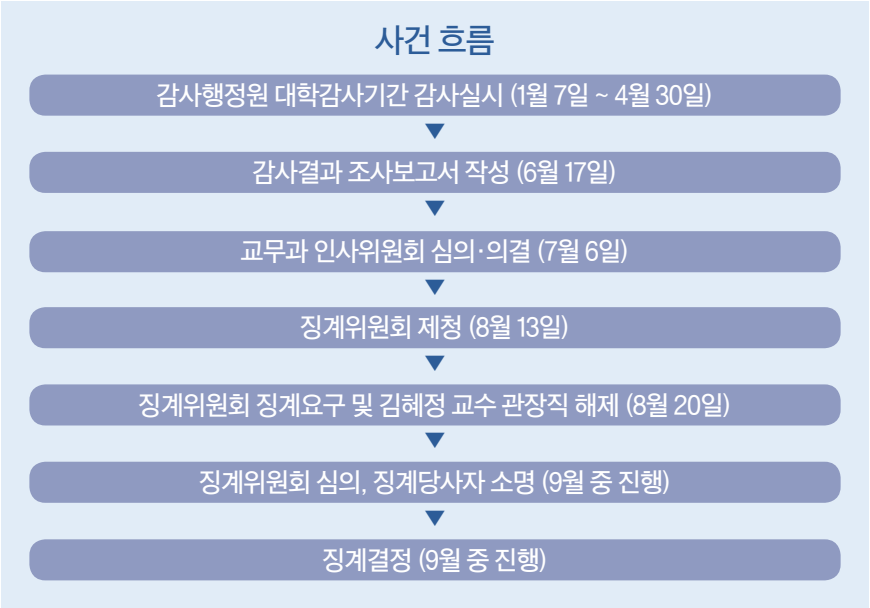 사건 흐름
감사행정원 대학감사기간 감사실시 (1월 7일 ~ 4월 30일)
감사결과 조사보고서 작성 (6월 17일)
교무과 인사위원회 심의·의결 (7월 6일)
징계위원회 제청 (8월 13일)
징계위원회 징계요구 및 김혜정 교수 관장직 해제 (8월 20일)
징계위원회 심의, 징계당사자 소명 (9월 중 진행)
징계결정 (9월 중 진행)